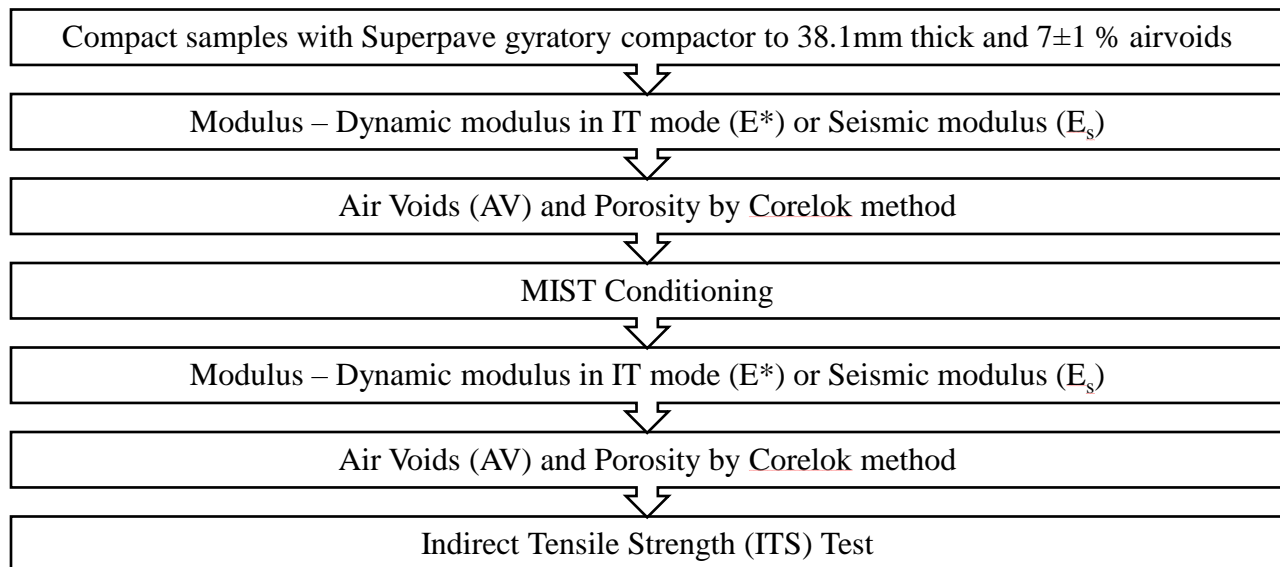 Compact samples with Superpave gyratory compactor to 38.1mm thick and 7±1 % airvoids
Modulus – Dynamic modulus in IT mode (E*) or Seismic modulus (Es)
Air Voids (AV) and Porosity by Corelok method
MIST Conditioning
Modulus – Dynamic modulus in IT mode (E*) or Seismic modulus (Es)
Air Voids (AV) and Porosity by Corelok method
Indirect Tensile Strength (ITS) Test